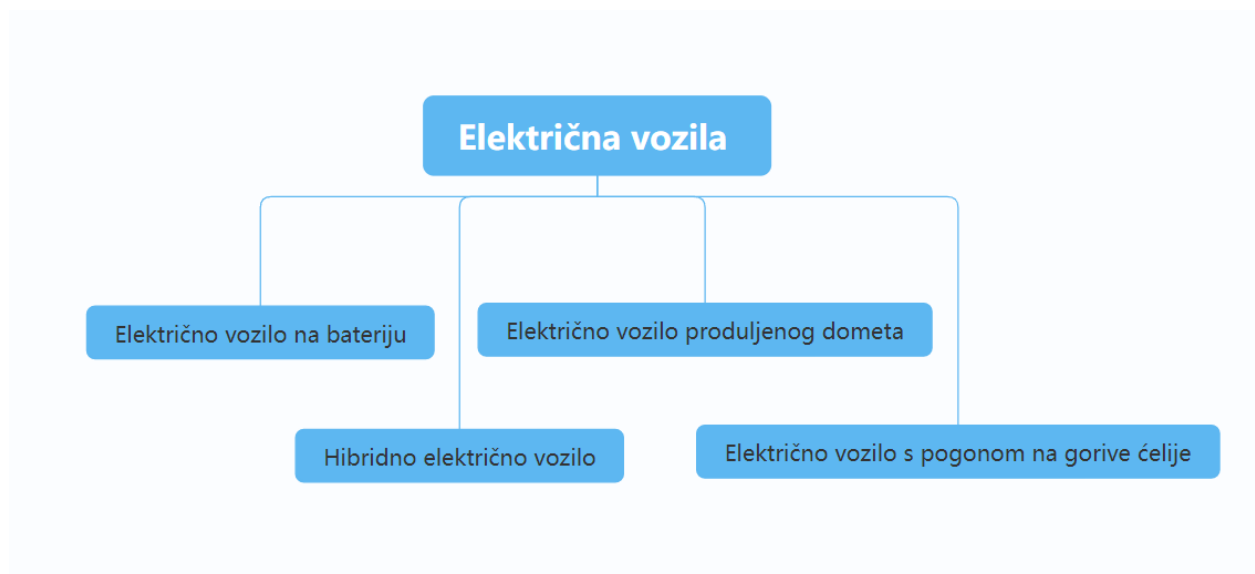 Električna vozila
Električno vozilo na bateriju
Električno vozilo produljenog dometa
Hibridno električno vozilo
Električno vozilo s pogonom na gorive ćelije